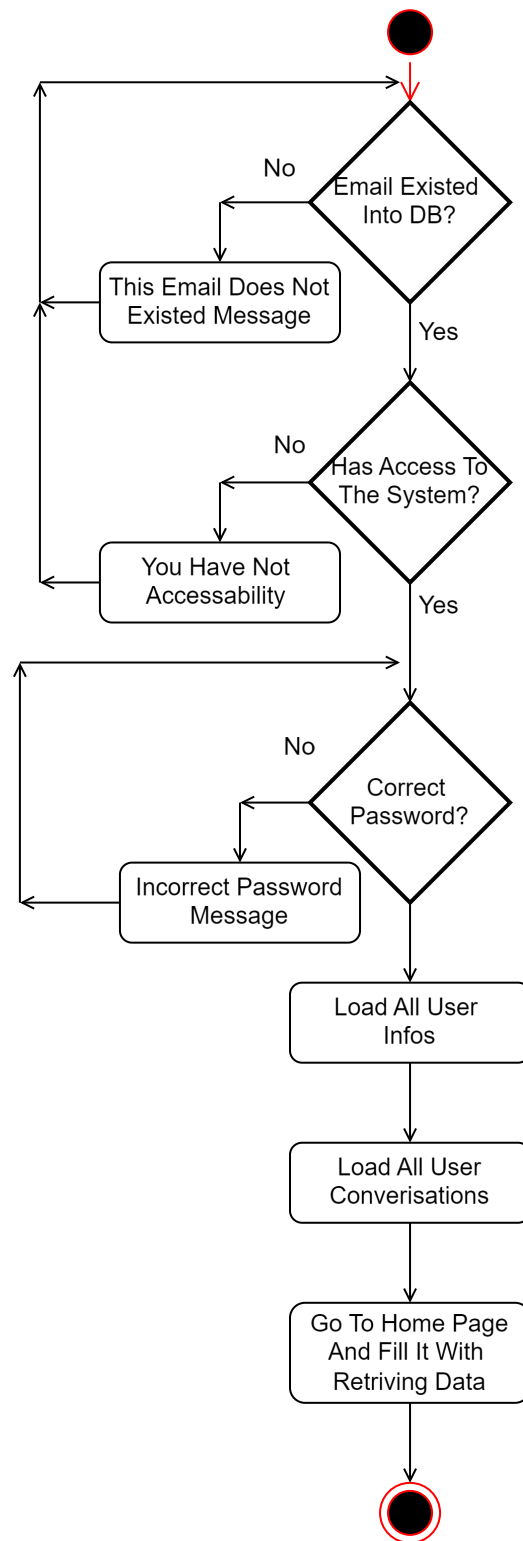 No
Email Existed
Into DB?
This Email Does Not
Existed Message
Yes
No
Has Access To
The System?
You Have Not
Accessability
Yes
No
Correct
Password?
Incorrect Password
Message
Load All User
Infos
Load All User
Converisations
Go To Home Page
And Fill It With
Retriving Data